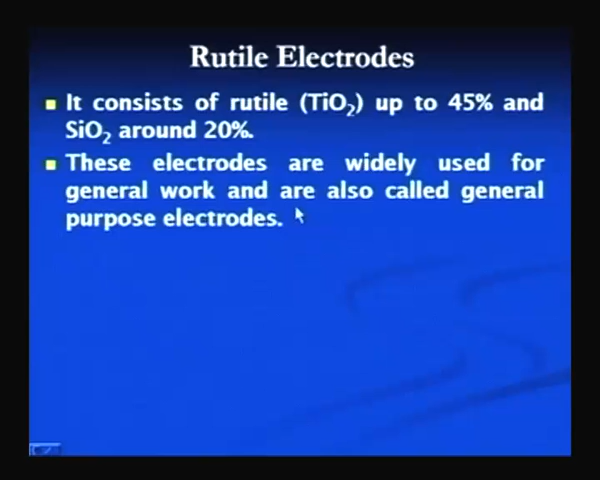 Rutile Electrodes
It consists of rutile (TiO₂) up to 45% and
SiO₂ around 20%.
These electrodes are widely used for
general work and are also called general
purpose electrodes.